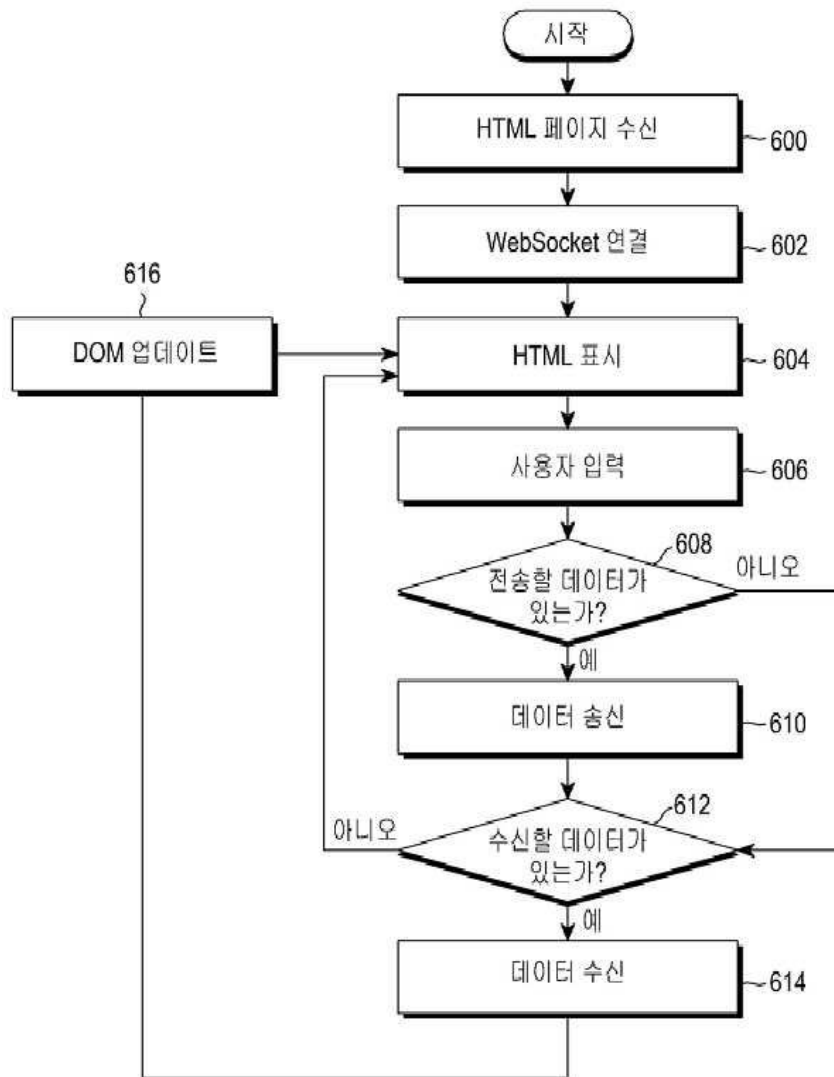 시작
HTML 페이지 수신
600
WebSocket 연결
602
616
DOM 업데이트
HTML 표시
604
사용자 입력
606
608
전송할 데이터가
있는가?
아니오
예
데이터 송신
610
612
아니오
수신할 데이터가
있는가?
예
데이터 수신
614